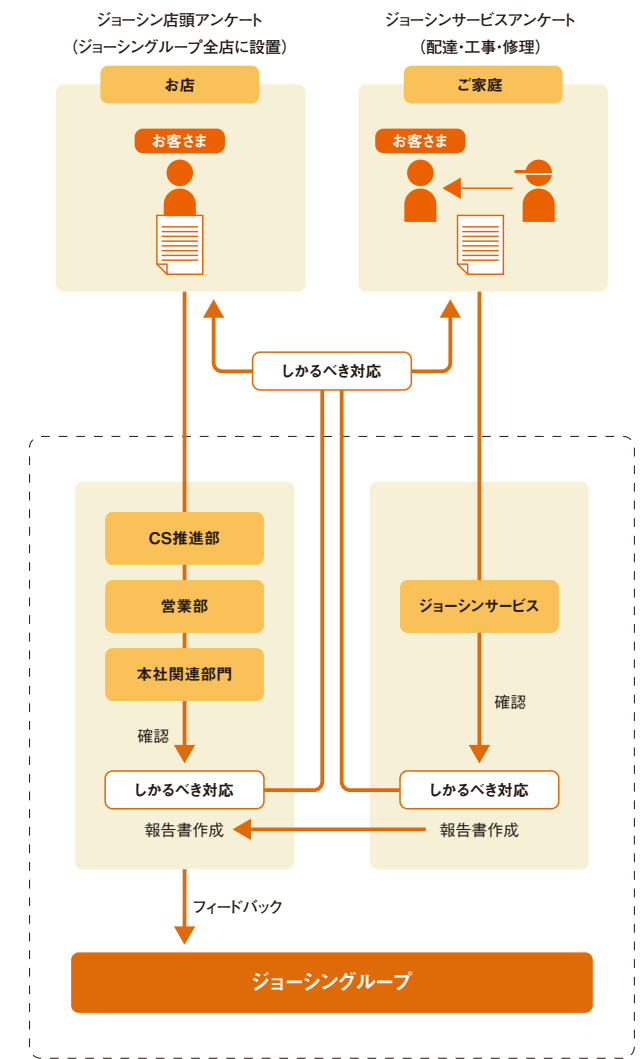 ジョーシン店頭アンケート
（ジョーシングループ全店に設置）
お店
お客さま
ジョーシンサービスアンケート
（配達・工事・修理）
ご家庭
お客さま
しかるべき対応
CS推進部
営業部
本社関連部門
確認
しかるべき対応
報告書作成
ジョーシンサービス
確認
しかるべき対応
報告書作成
フィードバック
ジョーシングループ